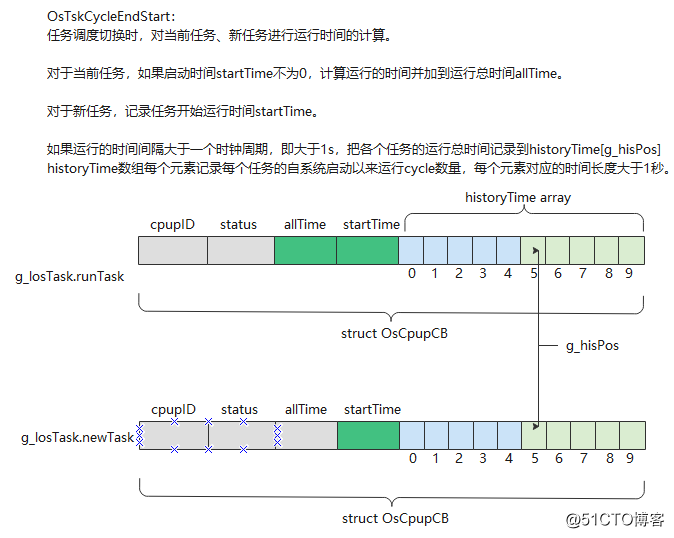 OsTskCycleEndStart：
任务调度切换时，对当前任务、新任务进行运行时间的计算。
对于当前任务，如果启动时间startTime不为0，计算运行的时间并加到运行总时间allTime。
对于新任务，记录任务开始运行时间startTime。
如果运行的时间间隔大于一个时钟周期，即大于1s，把各个任务的运行总时间记录到historyTime[g_hisPos]
historyTime数组每个元素记录每个任务的自系统启动以来运行cycle数量，每个元素对应的时间长度大于1秒。
historyTime array
cpupID status allTime startTime
g_losTask.runTask
0 1 2 3 4 5 6 7 8 9
struct OsCpupCB
g_hisPos
cpupID status allTime startTime
g_losTask.newTask
0 1 2 3 4 5 6 7 8 9
struct OsCpupCB
@51CTO博客